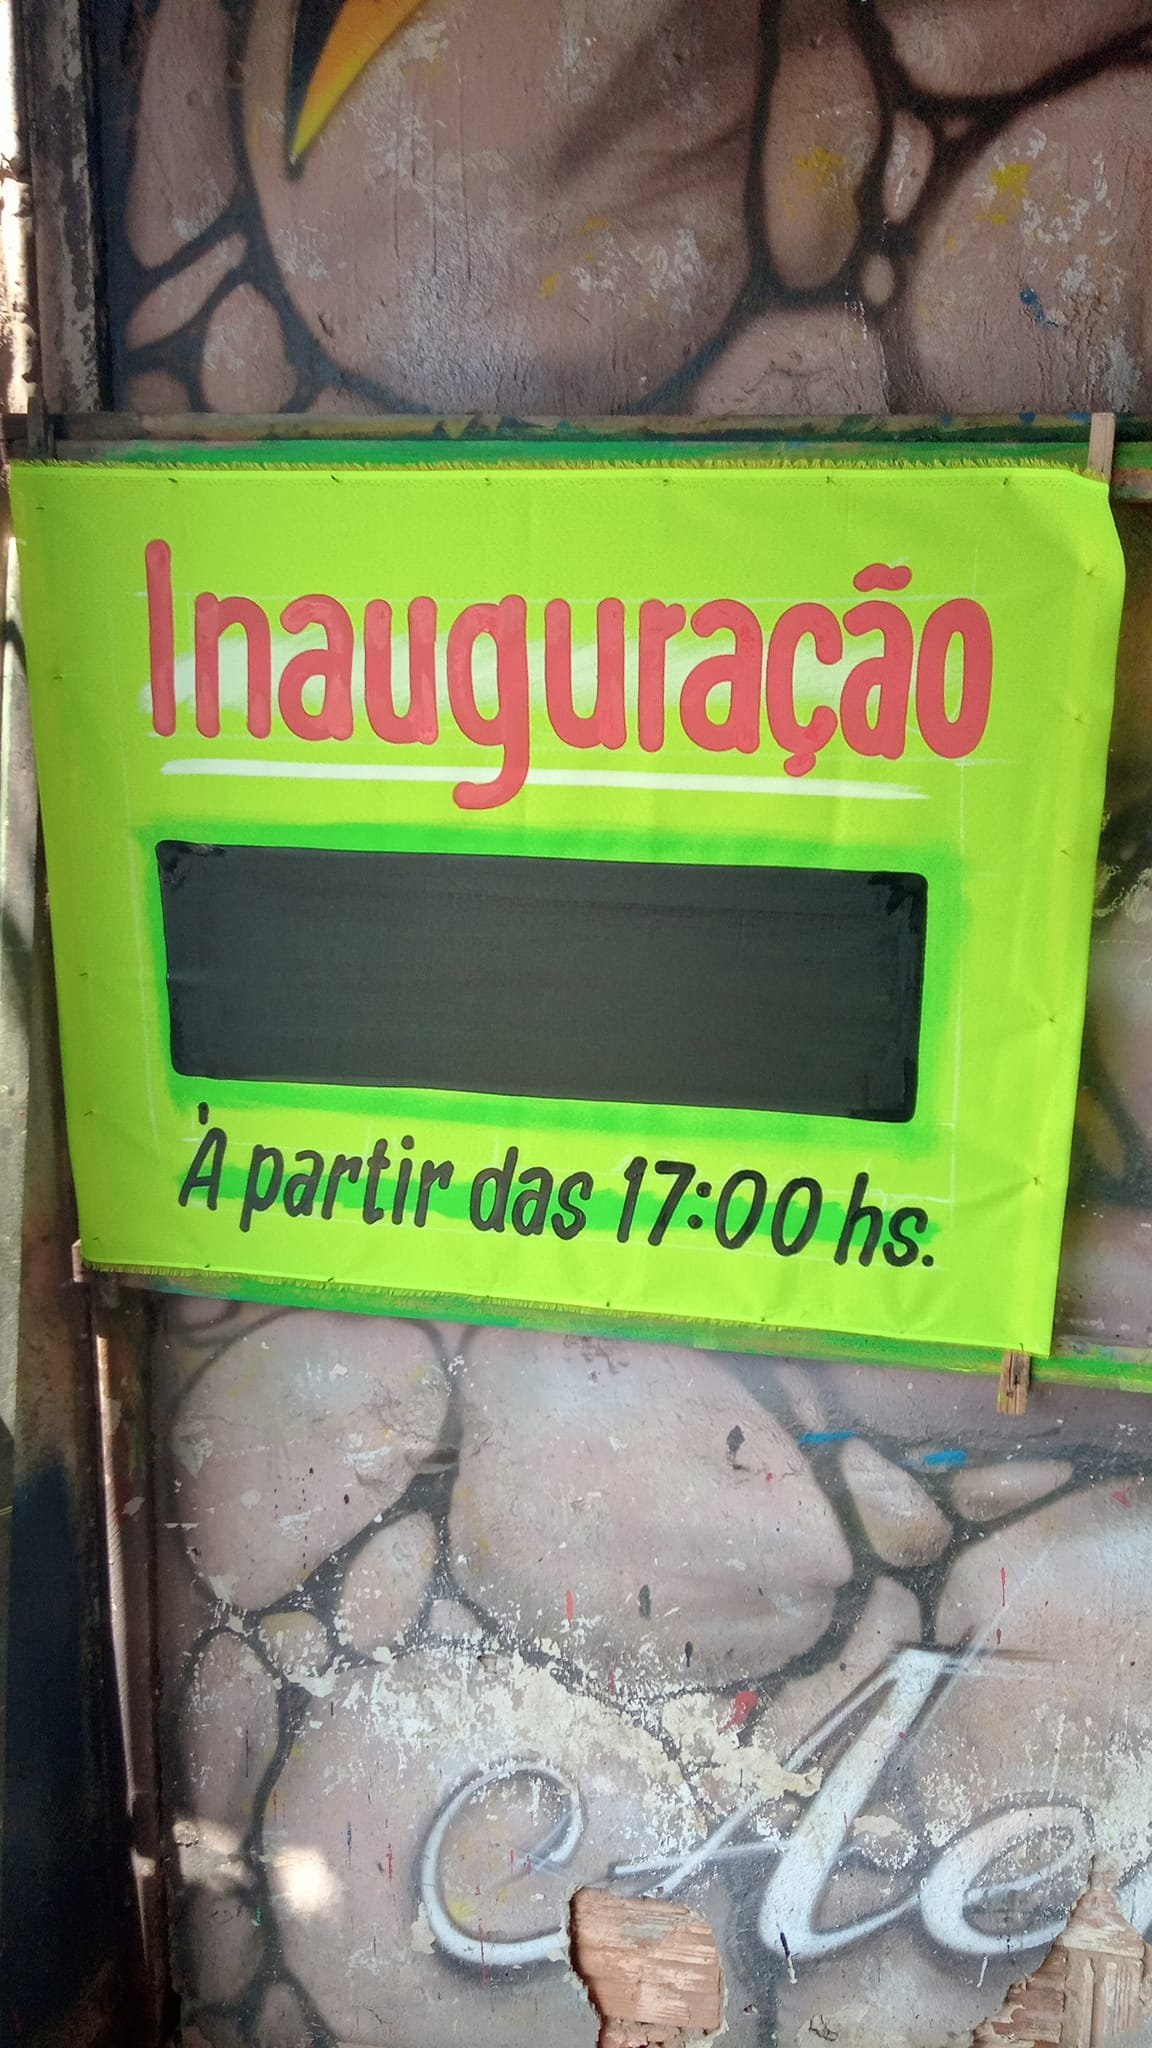 Inauguração
À partir das 17:00 hs.